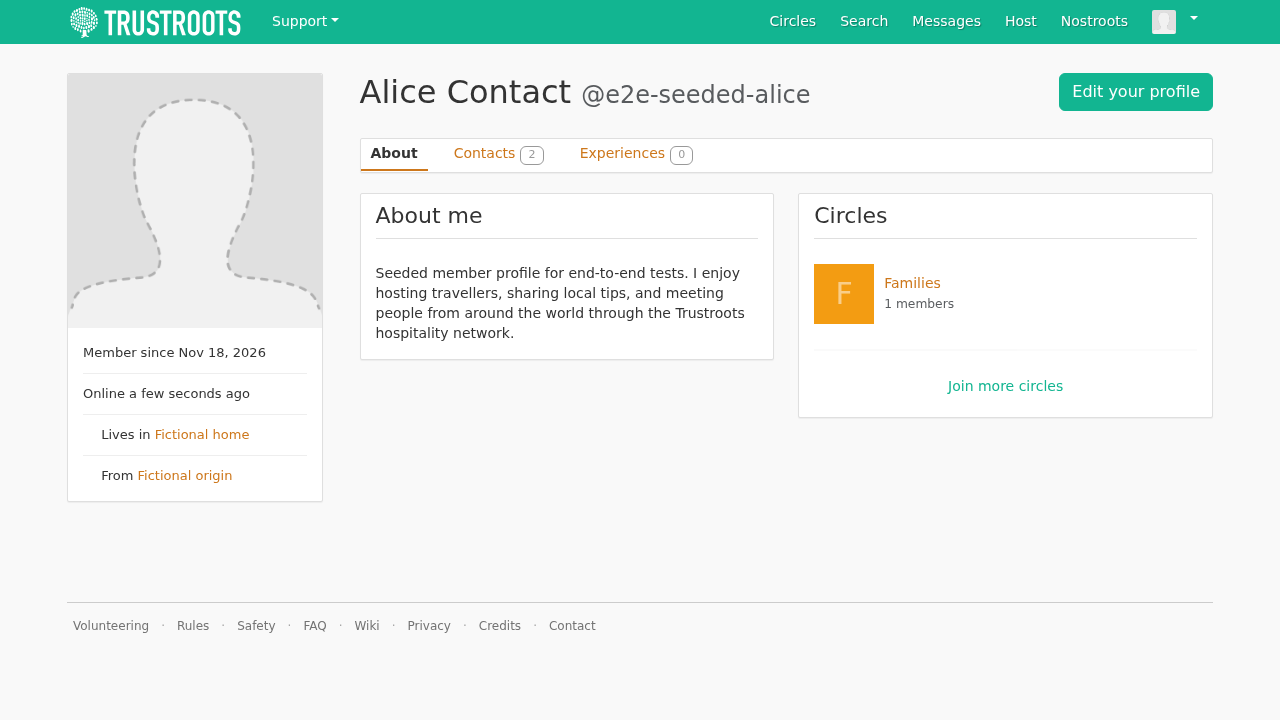 TRUSTROOTS Support Circles Search Messages Host Nostroots
Alice Contact @e2e-seeded-alice Edit your profile
About Contacts 2 Experiences 0
About me
Seeded member profile for end-to-end tests. I enjoy
hosting travellers, sharing local tips, and meeting
people from around the world through the Trustroots
hospitality network.
Circles
F
Families
1 members
Join more circles
Member since Nov 18, 2026
Online a few seconds ago
Lives in Fictional home
From Fictional origin
Volunteering · Rules · Safety · FAQ · Wiki · Privacy · Credits · Contact